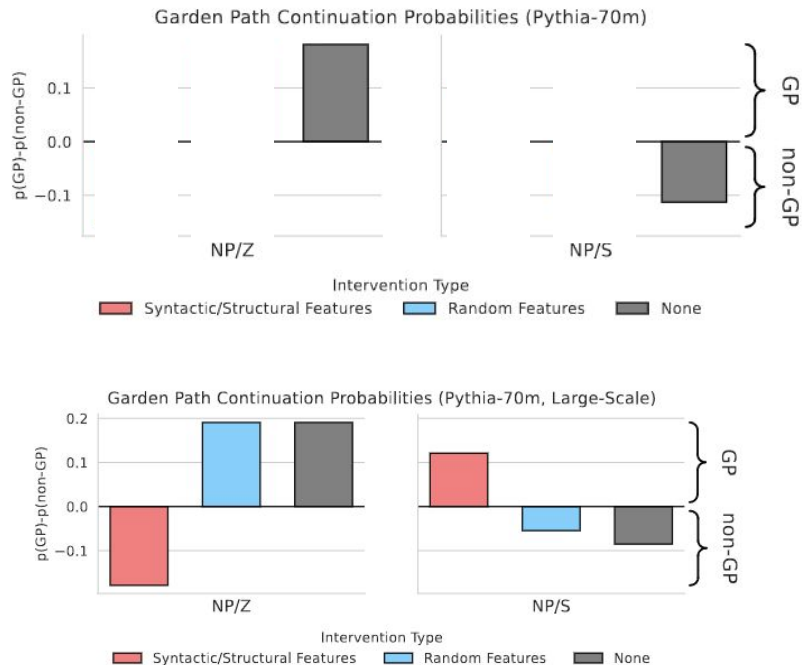 Garden Path Continuation Probabilities (Pythia-70m)
p(GP)-p(non-GP)
0.1
0.0
−0.1
GP
non-GP
NP/Z
NP/S
Intervention Type
Syntactic/Structural Features
Random Features
None
Garden Path Continuation Probabilities (Pythia-70m, Large-Scale)
p(GP)-p(non-GP)
0.2
0.1
0.0
−0.1
GP
non-GP
NP/Z
NP/S
Intervention Type
Syntactic/Structural Features
Random Features
None